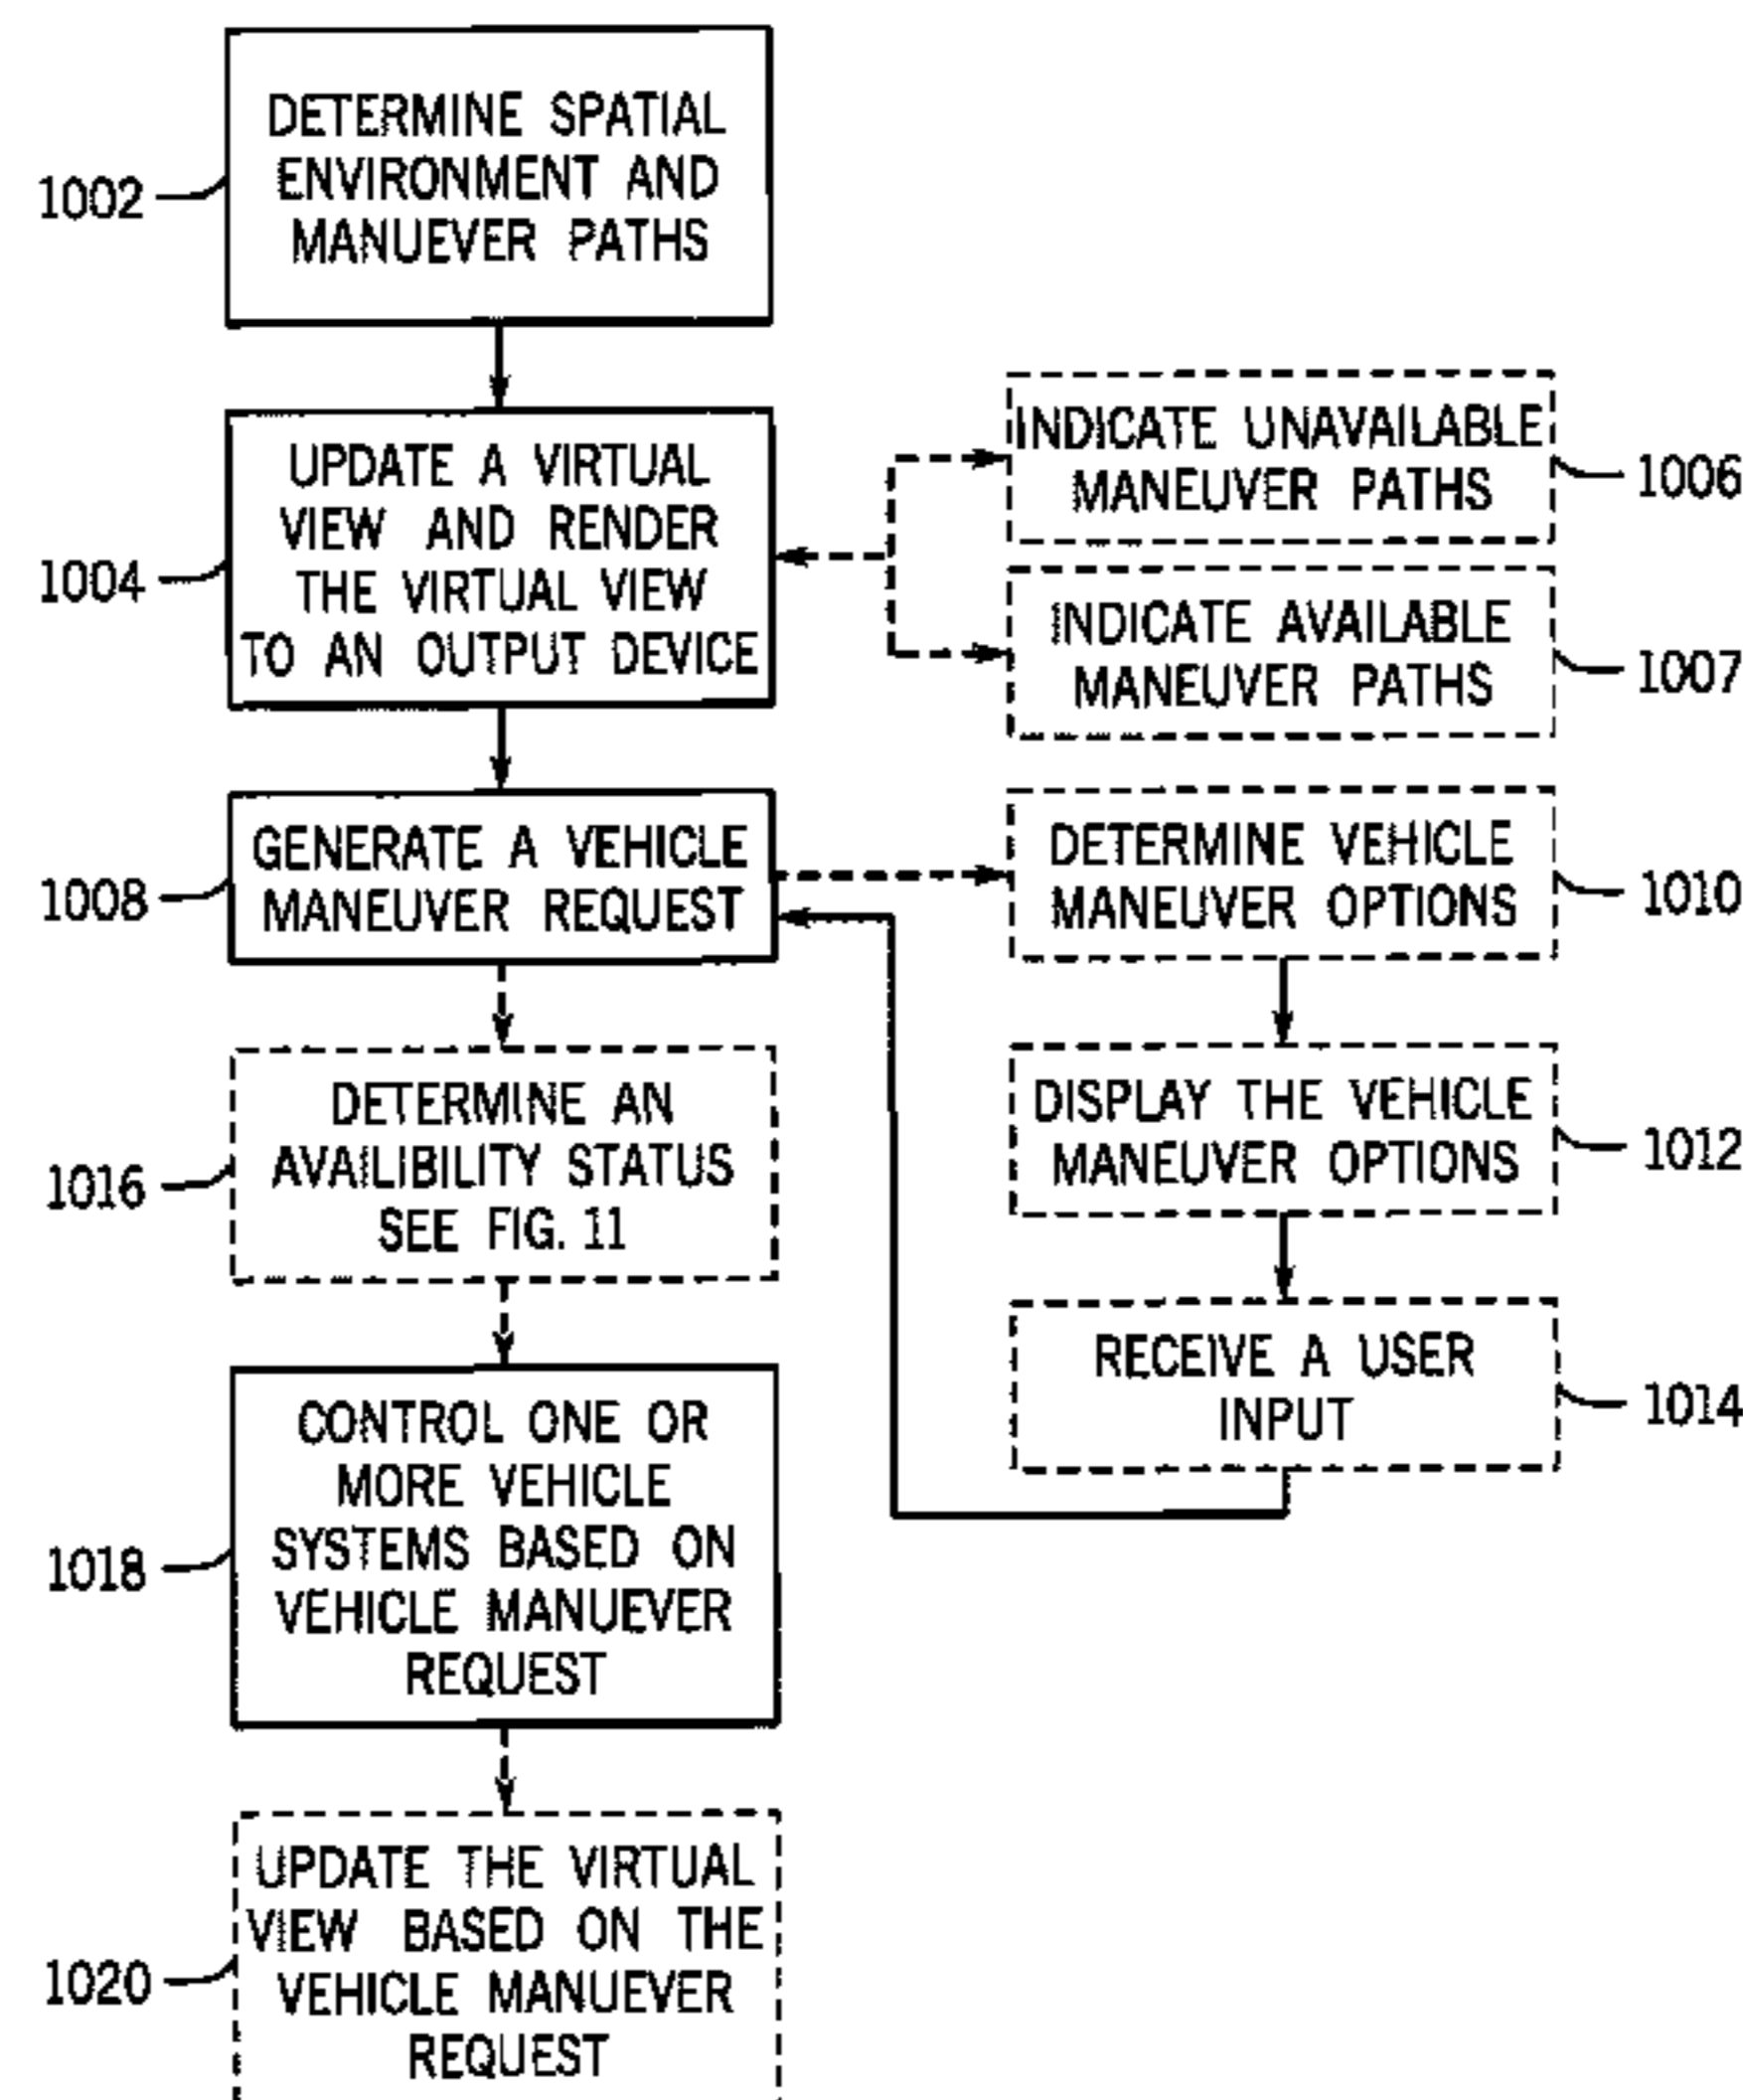 DETERMINE SPATIAL
ENVIRONMENT AND
MANUEVER PATHS
1002
UPDATE A VIRTUAL
VIEW AND RENDER
THE VIRTUAL VIEW
TO AN OUTPUT DEVICE
1004
INDICATE UNAVAILABLE
MANEUVER PATHS
1006
INDICATE AVAILABLE
MANEUVER PATHS
1007
GENERATE A VEHICLE
MANEUVER REQUEST
1008
DETERMINE VEHICLE
MANEUVER OPTIONS
1010
DISPLAY THE VEHICLE
MANEUVER OPTIONS
1012
RECEIVE A USER
INPUT
1014
DETERMINE AN
AVAILIBILITY STATUS
SEE FIG. 11
1016
CONTROL ONE OR
MORE VEHICLE
SYSTEMS BASED ON
VEHICLE MANUEVER
REQUEST
1018
UPDATE THE VIRTUAL
VIEW BASED ON THE
VEHICLE MANUEVER
REQUEST
1020